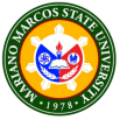 MARIANO MARCOS STATE UNIVERSITY
• 1978 •